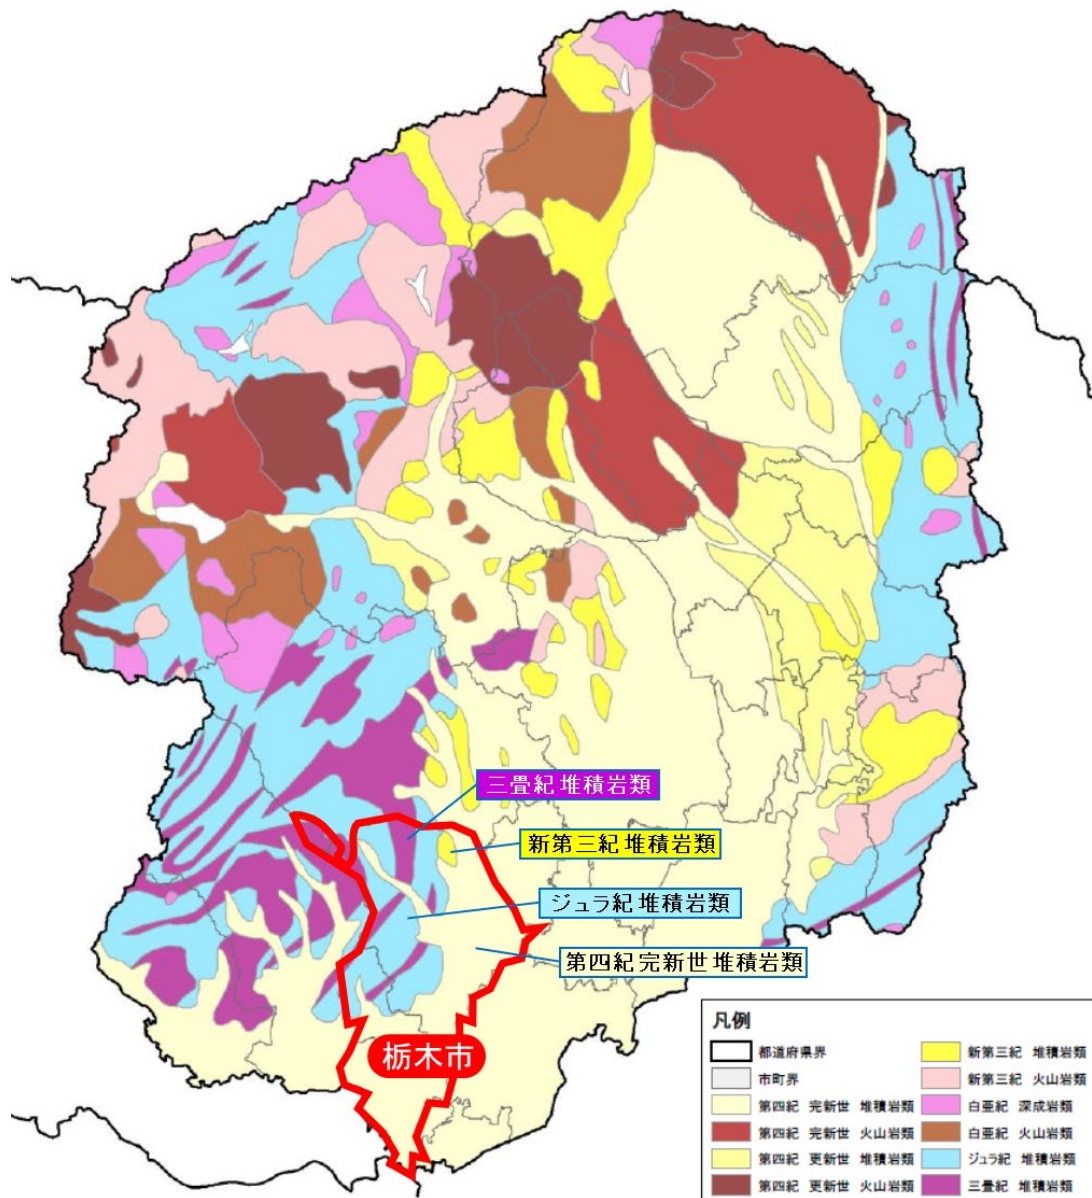 三畳紀 堆積岩類
新第三紀 堆積岩類
ジュラ紀 堆積岩類
第四紀 完新世 堆積岩類
栃木市
凡例
都道府県界
市町界
第四紀 完新世 堆積岩類
第四紀 完新世 火山岩類
第四紀 更新世 堆積岩類
第四紀 更新世 火山岩類
新第三紀 堆積岩類
新第三紀 火山岩類
白亜紀 深成岩類
白亜紀 火山岩類
ジュラ紀 堆積岩類
三畳紀 堆積岩類